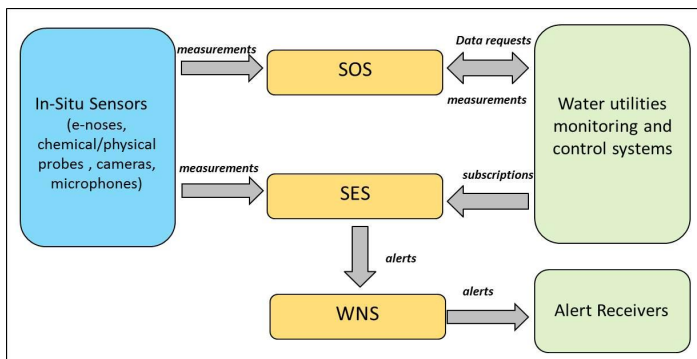 measurements
SOS
Data requests
measurements
In-Situ Sensors
(e-noses,
chemical/physical
probes , cameras,
microphones)
Water utilities
monitoring and
control systems
measurements
SES
subscriptions
alerts
WNS
alerts
Alert Receivers